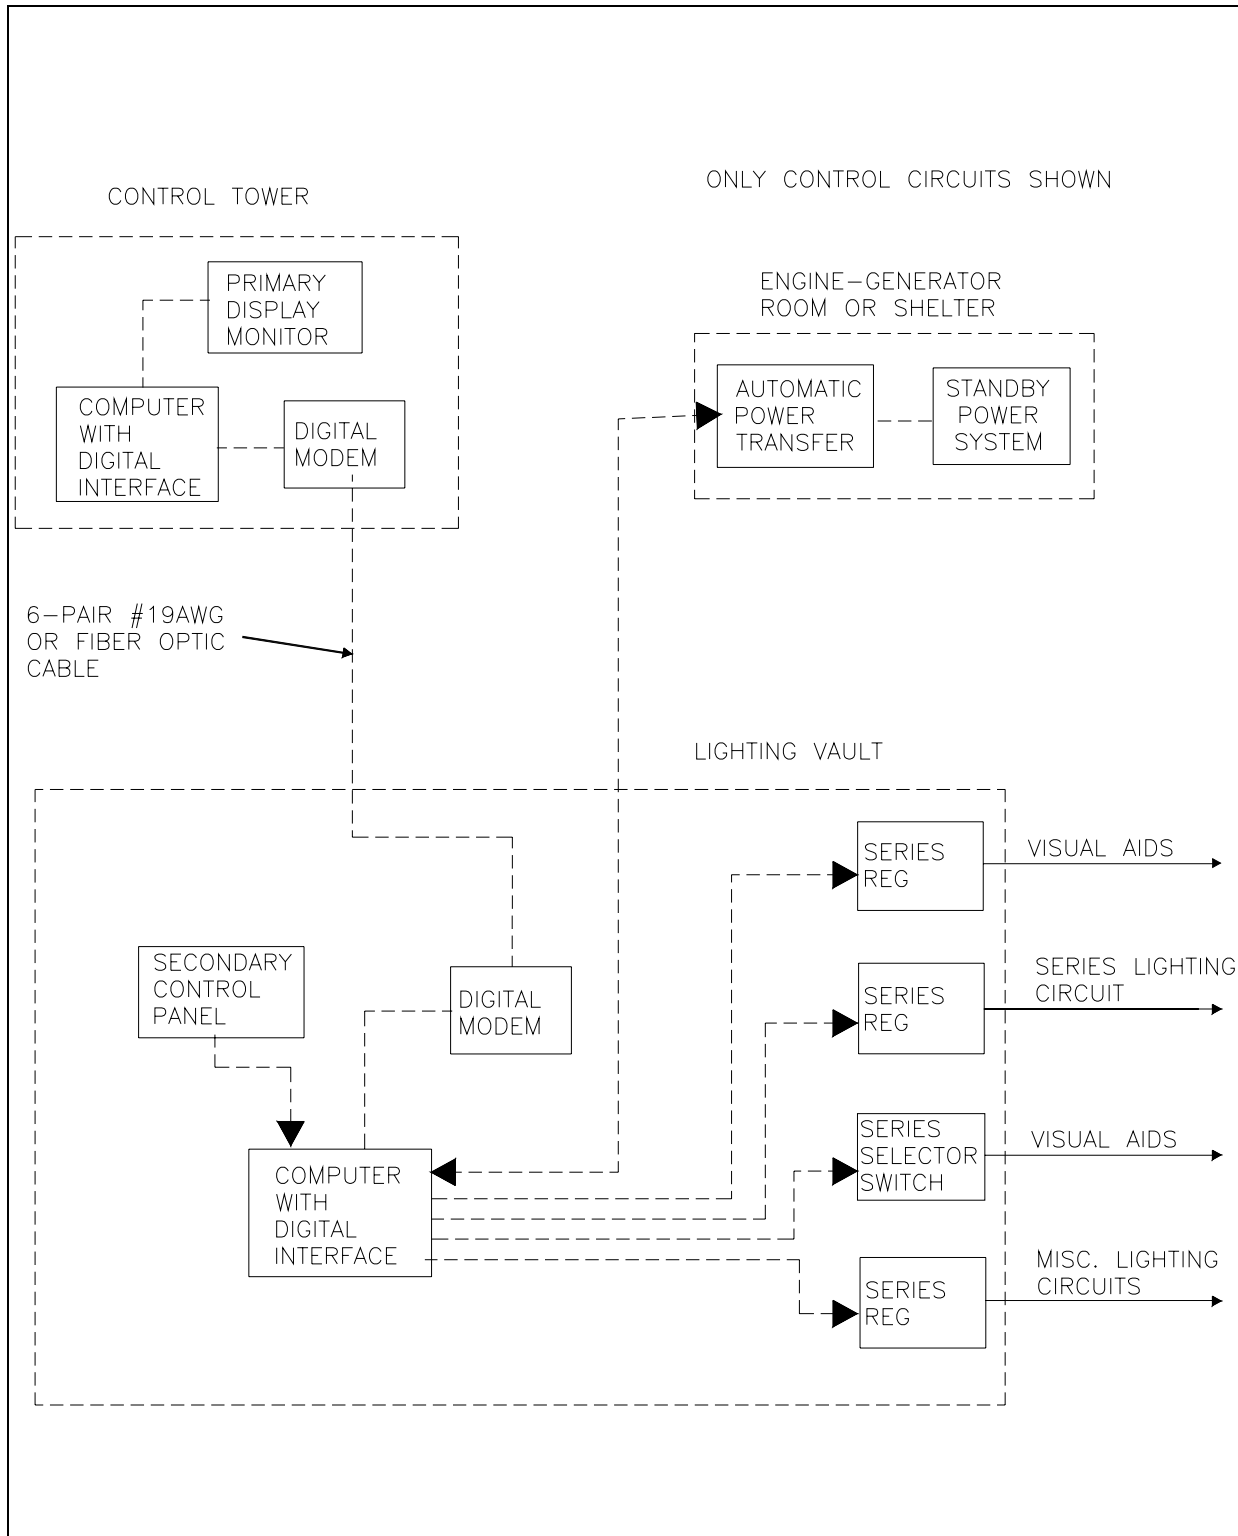 CONTROL TOWER
ONLY CONTROL CIRCUITS SHOWN
PRIMARY
DISPLAY
MONITOR
COMPUTER
WITH
DIGITAL
INTERFACE
DIGITAL
MODEM
ENGINE-GENERATOR
ROOM OR SHELTER
AUTOMATIC
POWER
TRANSFER
STANDBY
POWER
SYSTEM
6-PAIR #19AWG
OR FIBER OPTIC
CABLE
LIGHTING VAULT
SERIES
REG
VISUAL AIDS
SECONDARY
CONTROL
PANEL
DIGITAL
MODEM
SERIES
REG
SERIES LIGHTING
CIRCUIT
SERIES
SELECTOR
SWITCH
VISUAL AIDS
COMPUTER
WITH
DIGITAL
INTERFACE
SERIES
REG
MISC. LIGHTING
CIRCUITS